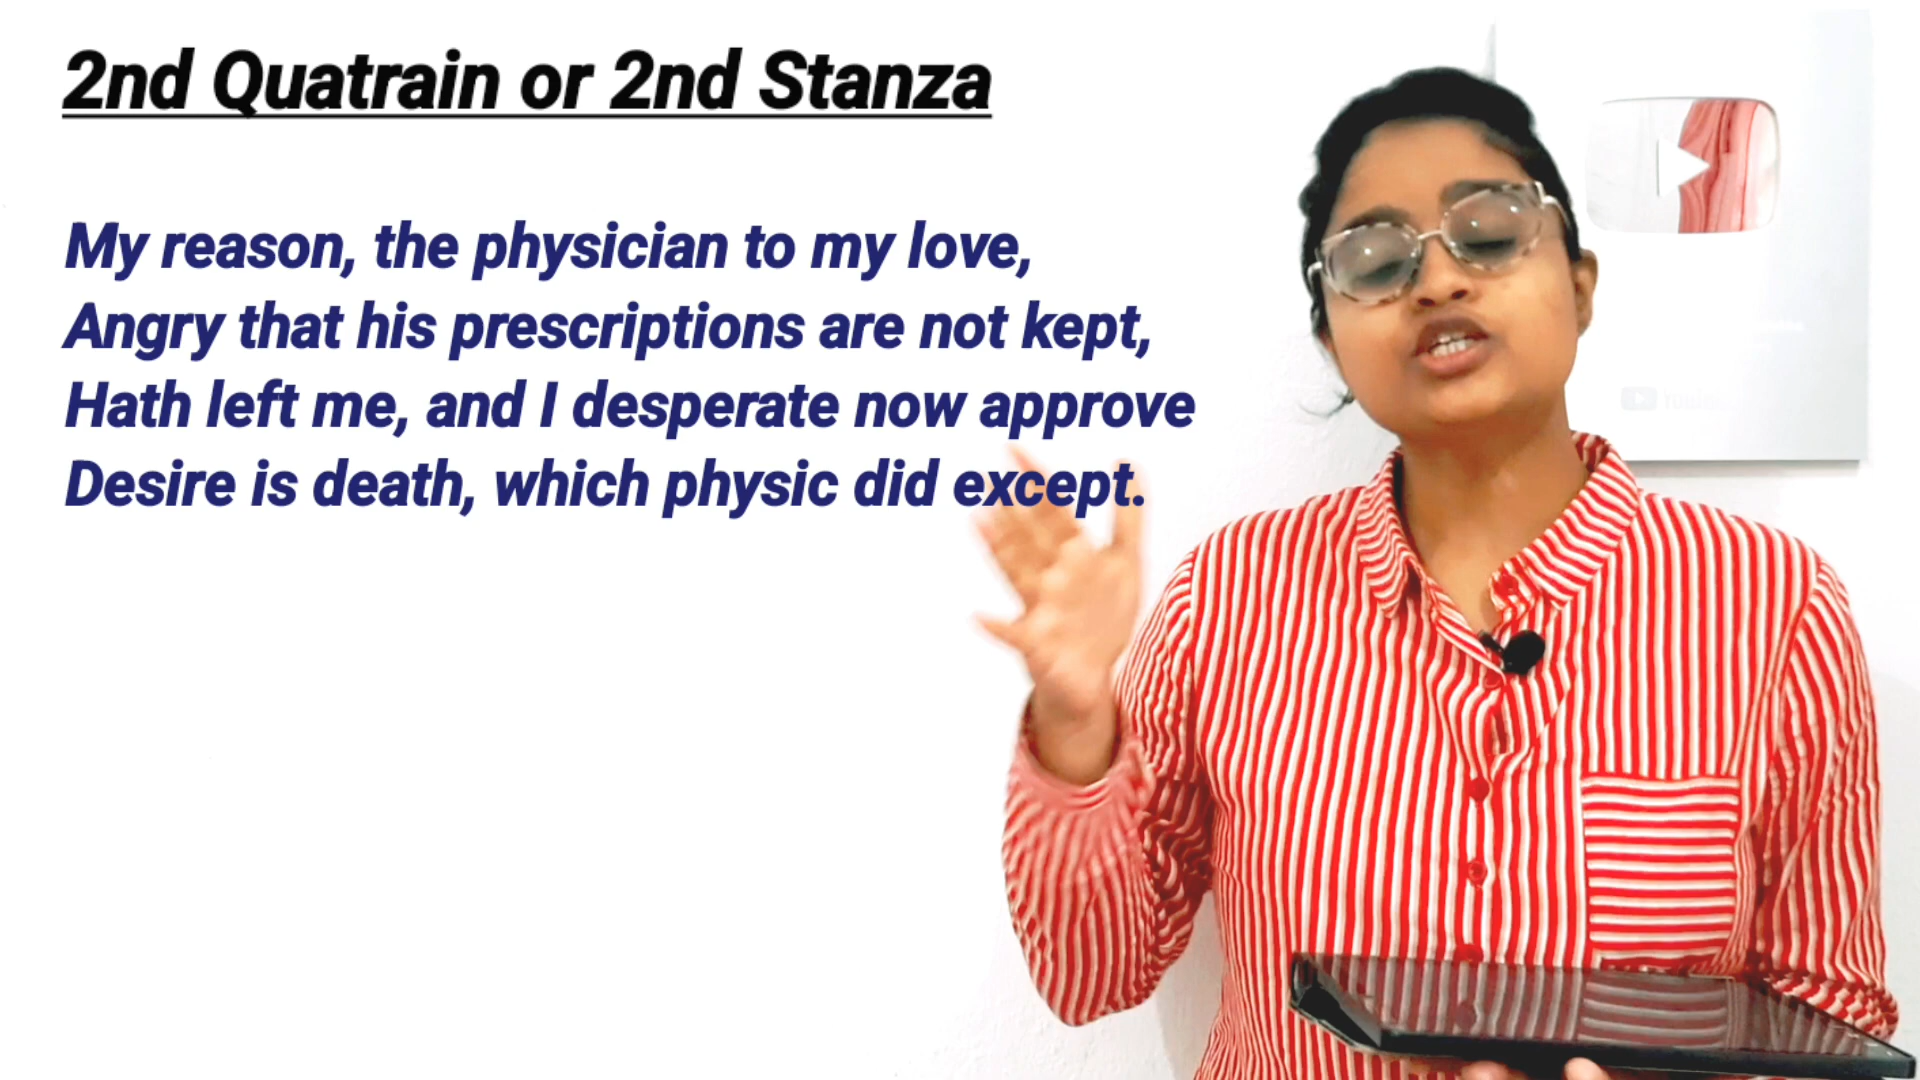 2nd Quatrain or 2nd Stanza
My reason, the physician to my love,
Angry that his prescriptions are not kept,
Hath left me, and I desperate now approve
Desire is death, which physic did except.